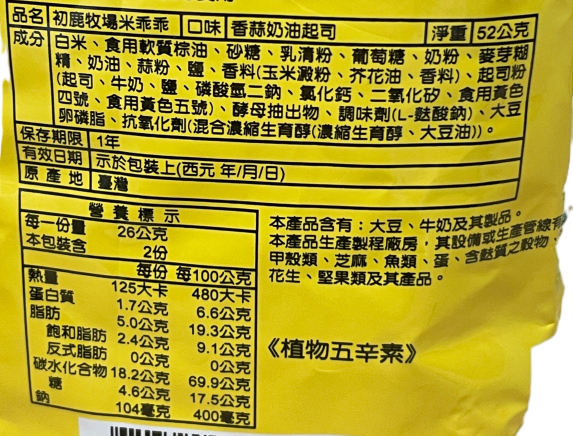 品名 初鹿牧場米乖乖 口味 香蒜奶油起司 淨重 52公克
成分 白米、食用軟質棕油、砂糖、乳清粉、葡萄糖、奶粉、麥芽糊
精、奶油、蒜粉、鹽、香料(玉米澱粉、芥花油、香料)、起司粉
(起司、牛奶、鹽、磷酸氫二鈉、氯化鈣、二氧化矽、食用黃色
四號、食用黃色五號)、酵母抽出物、調味劑(L-麩酸鈉)、大豆
卵磷脂、抗氧化劑(混合濃縮生育醇(濃縮生育醇、大豆油))。
保存期限 1年
有效日期 示於包裝上(西元 年/月/日)
原產地 臺灣
營養標示
每一份量 26公克
本包裝含 2份
每份 每100公克
熱量 125大卡 480大卡
蛋白質 1.7公克 6.6公克
脂肪 5.0公克 19.3公克
飽和脂肪 2.4公克 9.1公克
反式脂肪 0公克 0公克
碳水化合物 18.2公克 69.9公克
糖 4.6公克 17.5公克
鈉 104毫克 400毫克
本產品含有：大豆、牛奶及其製品。
本產品生產製程廠房，其設備或生產管線有
甲殼類、芝麻、魚類、蛋、含麩質之穀物、
花生、堅果類及其產品。
《植物五辛素》